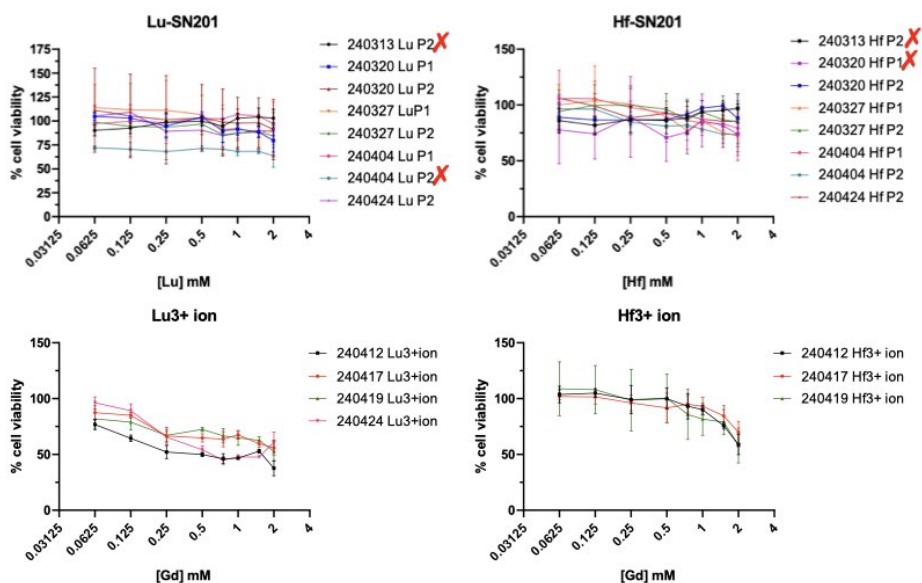 Lu-SN201
% cell viability
175
150
125
100
75
50
25
0
0.03125
0.0625
0.125
0.25
0.5
1
2
4
[Lu] mM
240313 Lu P2
240320 Lu P1
240320 Lu P2
240327 LuP1
240327 Lu P2
240404 Lu P1
240404 Lu P2
240424 Lu P2
Hf-SN201
% cell viability
150
100
50
0
0.03125
0.0625
0.125
0.25
0.5
1
2
4
[Hf] mM
240313 Hf P2
240320 Hf P1
240320 Hf P2
240327 Hf P1
240327 Hf P2
240404 Hf P1
240404 Hf P2
240424 Hf P2
Lu3+ ion
% cell viability
150
100
50
0
0.03125
0.0625
0.125
0.25
0.5
1
2
4
[Gd] mM
240412 Lu3+ion
240417 Lu3+ion
240419 Lu3+ion
240424 Lu3+ion
Hf3+ ion
% cell viability
150
100
50
0
0.03125
0.0625
0.125
0.25
0.5
1
2
4
[Gd] mM
240412 Hf3+ ion
240417 Hf3+ ion
240419 Hf3+ ion